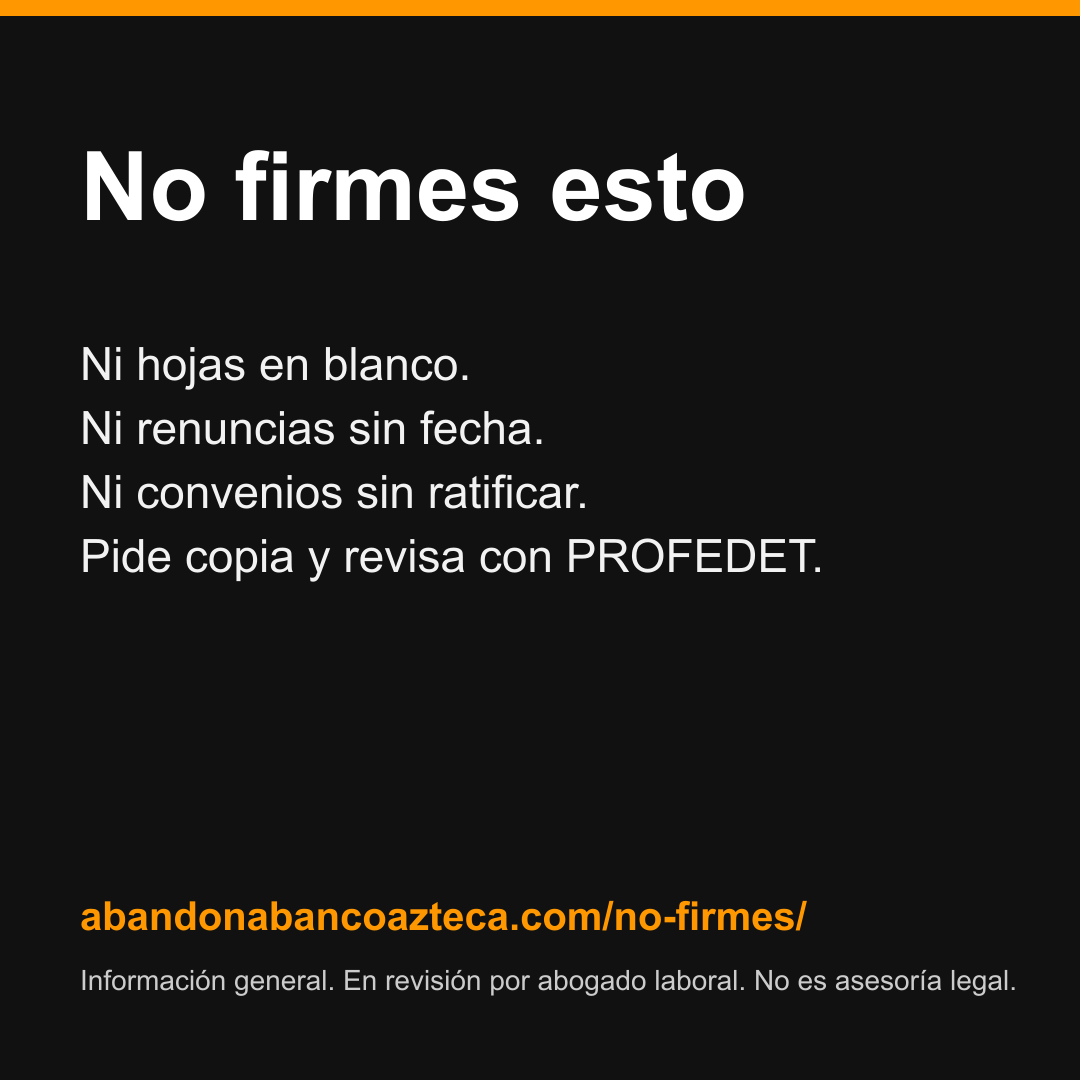 No firmes esto
Ni hojas en blanco.
Ni renuncias sin fecha.
Ni convenios sin ratificar.
Pide copia y revisa con PROFEDET.
abandonabancoazteca.com/no-firmes/
Información general. En revisión por abogado laboral. No es asesoría legal.